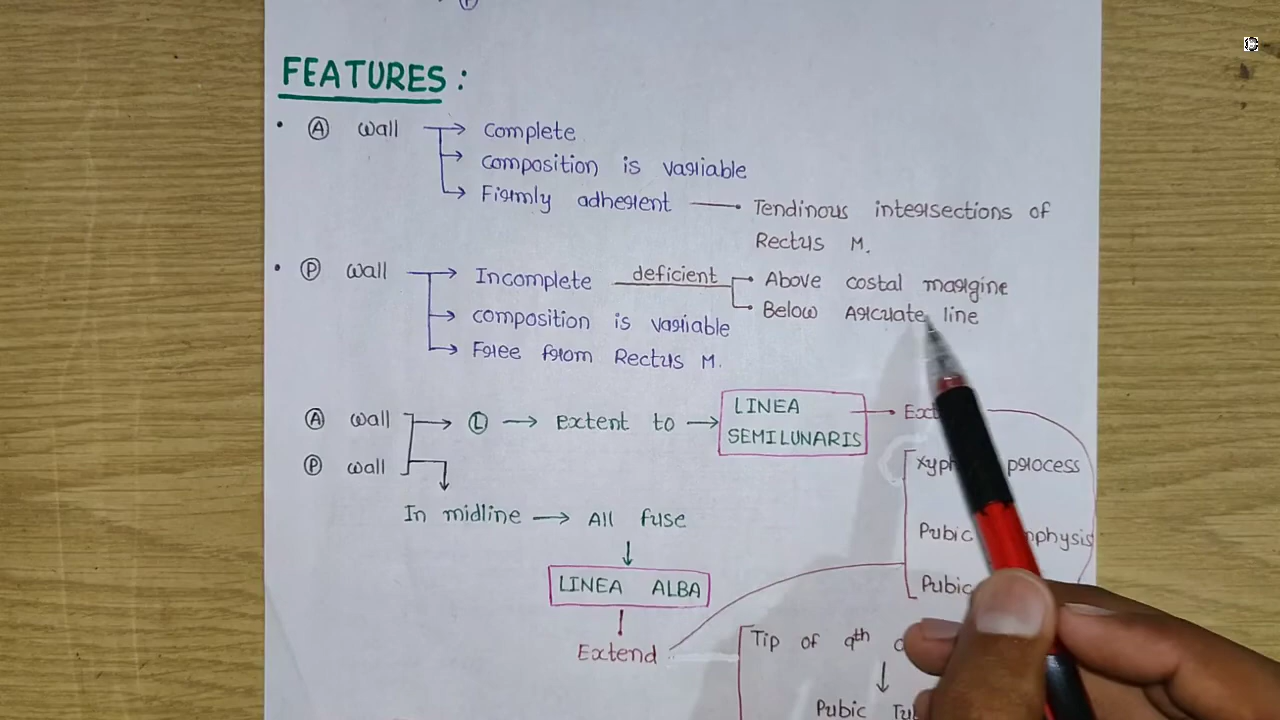 FEATURES :
• Ⓐ wall → Complete
→ composition is variable
→ Firmly adherent — • Tendinous intersections of
Rectus M.
• Ⓟ wall → Incomplete deficient • Above costal margine
• Below Arcuate line
→ composition is variable
→ Free from Rectus M.
Ⓐ wall → Ⓛ → extent to → LINEA SEMILUNARIS →
Ⓟ wall
process
Pubic
Pubic
In midline → All fuse
↓
LINEA ALBA
Extend
Tip of 9th
↓
Pubic